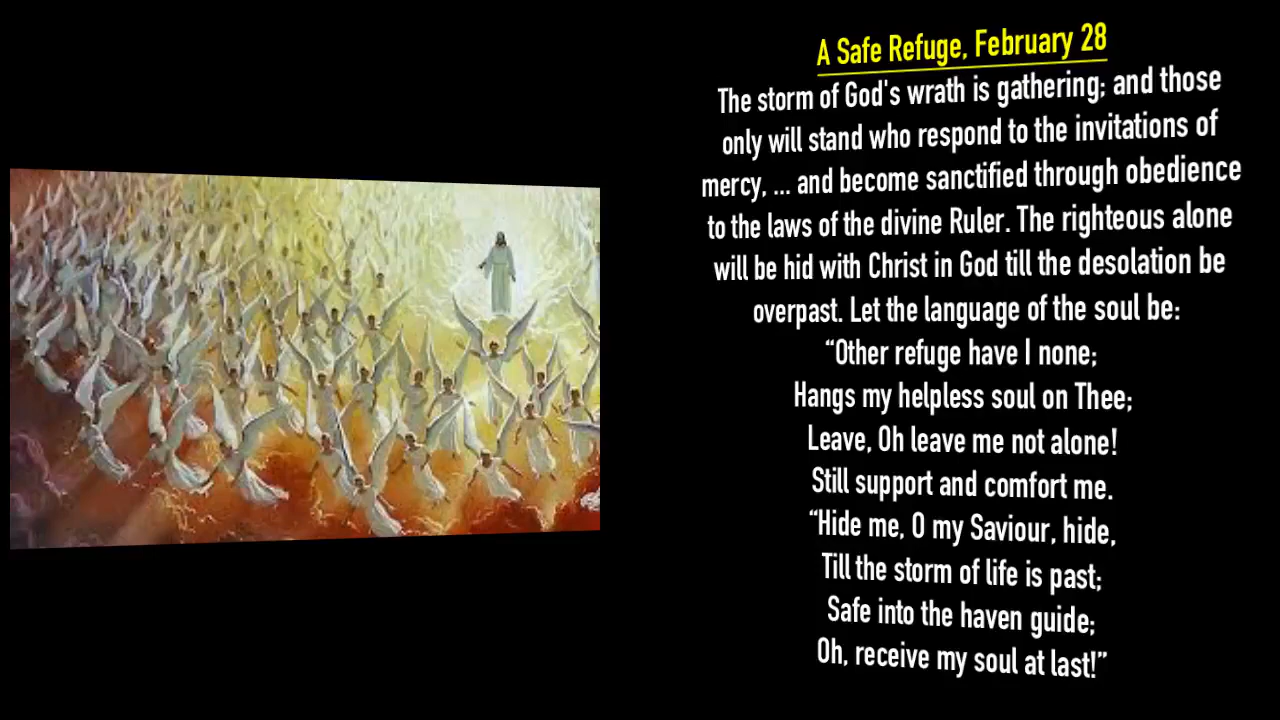 A Safe Refuge, February 28
The storm of God's wrath is gathering; and those
only will stand who respond to the invitations of
mercy, ... and become sanctified through obedience
to the laws of the divine Ruler. The righteous alone
will be hid with Christ in God till the desolation be
overpast. Let the language of the soul be:
“Other refuge have I none;
Hangs my helpless soul on Thee;
Leave, Oh leave me not alone!
Still support and comfort me.
“Hide me, O my Saviour, hide,
Till the storm of life is past;
Safe into the haven guide;
Oh, receive my soul at last!”